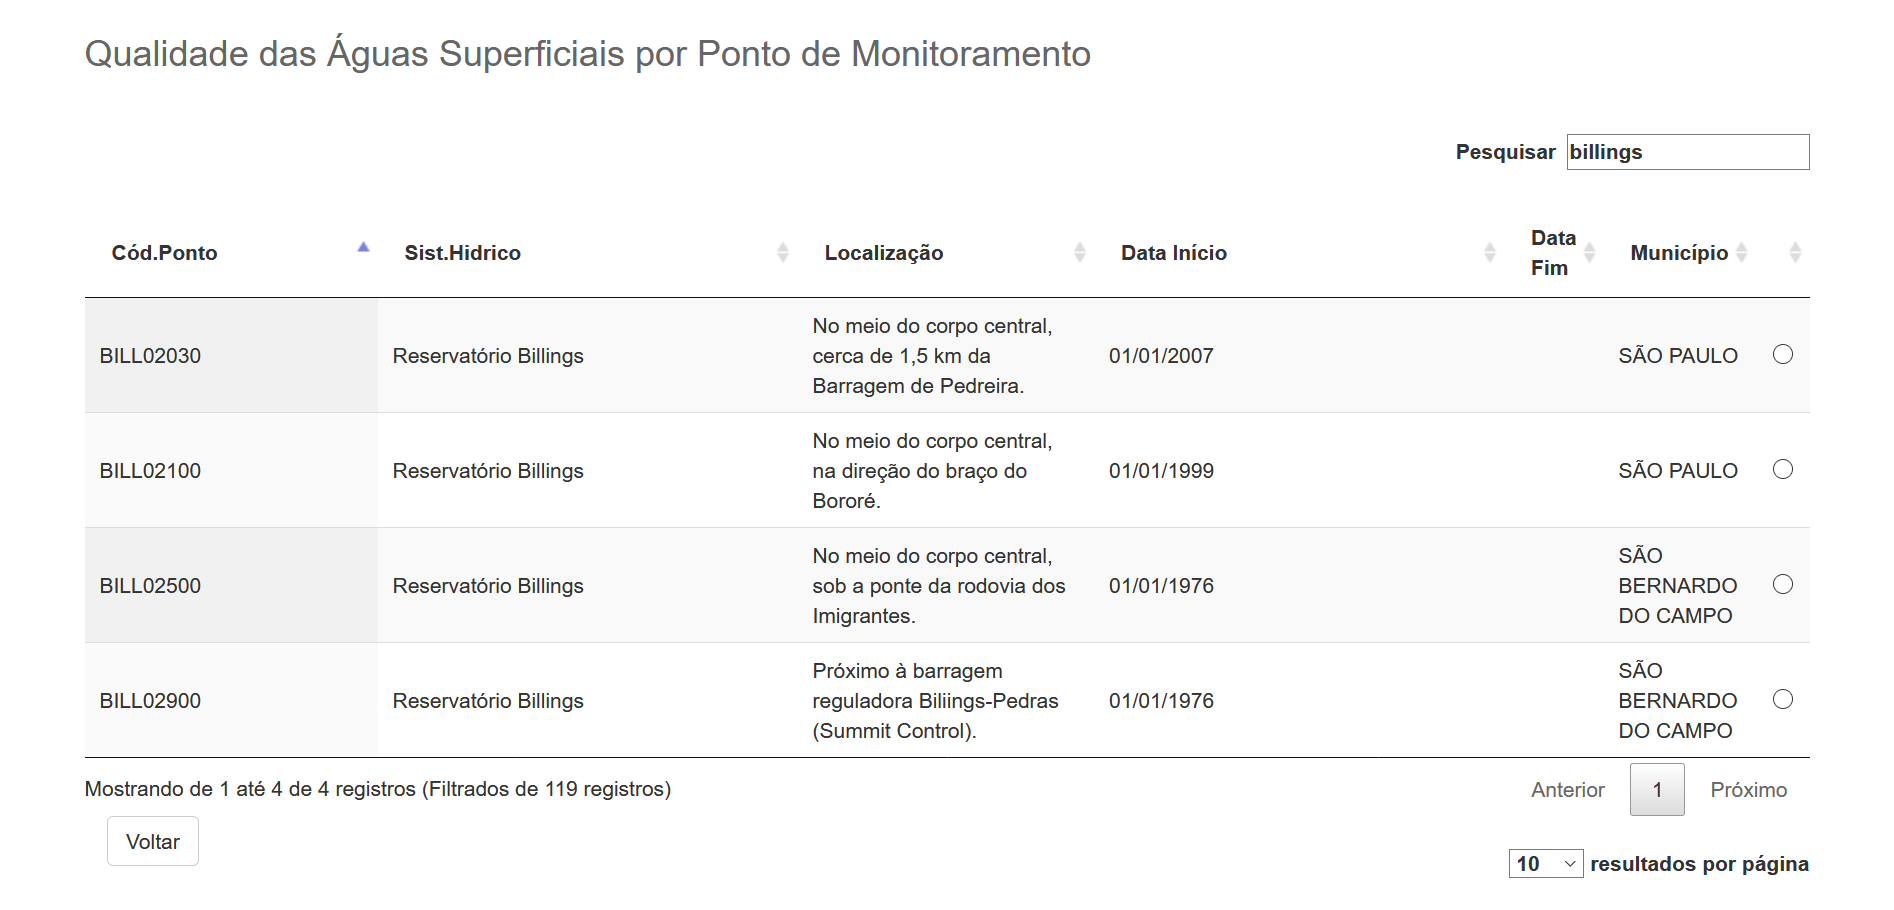 Qualidade das Águas Superficiais por Ponto de Monitoramento
Pesquisar billings
Cód.Ponto Sist.Hidrico Localização Data Início Data Fim Município
BILL02030 Reservatório Billings No meio do corpo central, cerca de 1,5 km da Barragem de Pedreira. 01/01/2007 SÃO PAULO
BILL02100 Reservatório Billings No meio do corpo central, na direção do braço do Bororé. 01/01/1999 SÃO PAULO
BILL02500 Reservatório Billings No meio do corpo central, sob a ponte da rodovia dos Imigrantes. 01/01/1976 SÃO BERNARDO DO CAMPO
BILL02900 Reservatório Billings Próximo à barragem reguladora Biliings-Pedras (Summit Control). 01/01/1976 SÃO BERNARDO DO CAMPO
Mostrando de 1 até 4 de 4 registros (Filtrados de 119 registros)
Anterior 1 Próximo
Voltar
10 resultados por página